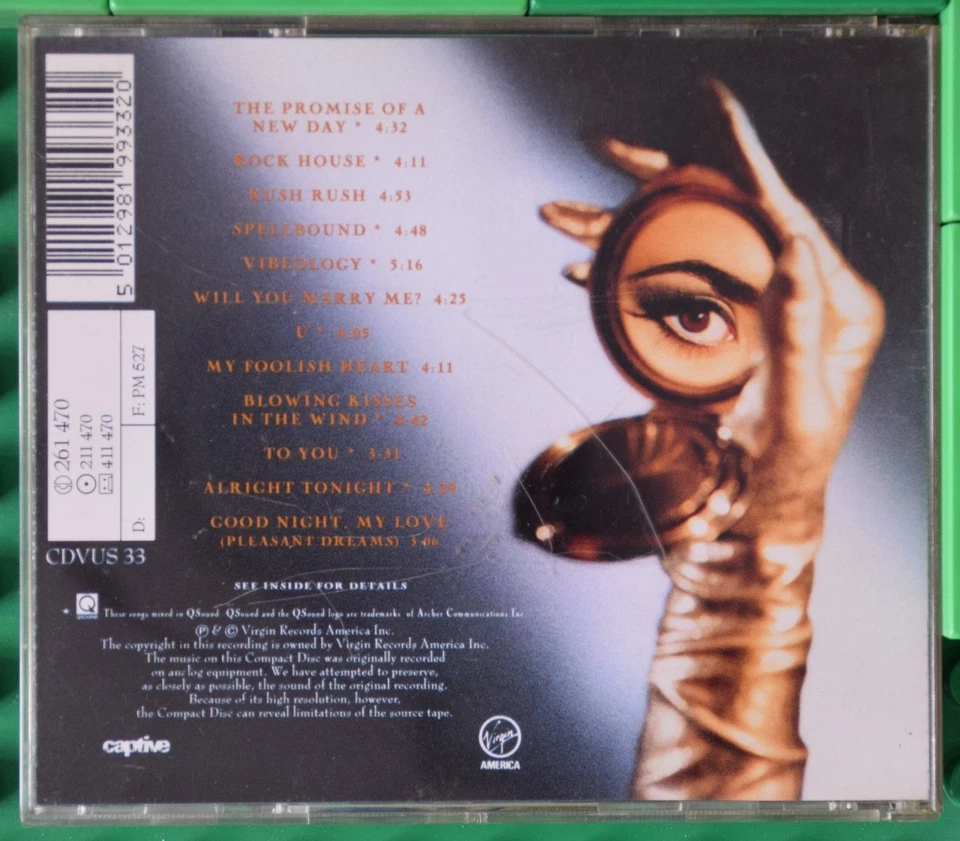 THE PROMISE OF A
NEW DAY * 4:32
ROCK HOUSE * 4:11
RUSH RUSH 4:53
SPELLBOUND * 4:48
VIBEOLOGY * 5:16
WILL YOU MARRY ME? 4:25
U * 4:05
MY FOOLISH HEART 4:11
BLOWING KISSES
IN THE WIND * 4:42
TO YOU * 3:31
ALRIGHT TONIGHT *
GOOD NIGHT, MY LOVE
(PLEASANT DREAMS) 3:06
SEE INSIDE FOR DETAILS
* Q These songs mixed in QSound. QSound and the QSound logo are trademarks of Archer Communications Inc
Ⓟ & © Virgin Records America Inc.
The copyright in this recording is owned by Virgin Records America Inc.
The music on this Compact Disc was originally recorded
on analog equipment. We have attempted to preserve,
as closely as possible, the sound of the original recording.
Because of its high resolution, however,
the Compact Disc can reveal limitations of the source tape.
captive
Virgin
AMERICA
5 012981 993320
261 470
211 470
411 470
F: PM 527
D:
CDVUS 33